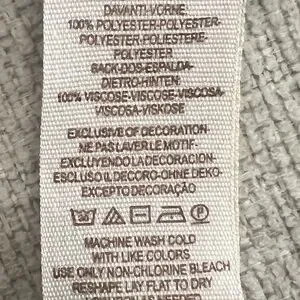 DAVANTI-VORNE:
100% POLYESTER-POLYESTER-
POLYESTER-POLIESTERE-
POLYESTER
BACK-DOS-ESPALDA-
DIETRO-HINTEN:
100% VISCOSE-VISCOSE-VISCOSA-
VISCOSA-VISKOSE
EXCLUSIVE OF DECORATION-
NE PAS LAVER LE MOTIF-
EXCLUYENDO LA DECORACION-
ESCLUSO IL DECORO-OHNE DEKO-
EXCEPTO DECORAÇÃO
P
MACHINE WASH COLD
WITH LIKE COLORS
USE ONLY NON-CHLORINE BLEACH
RESHAPE LAY FLAT TO DRY